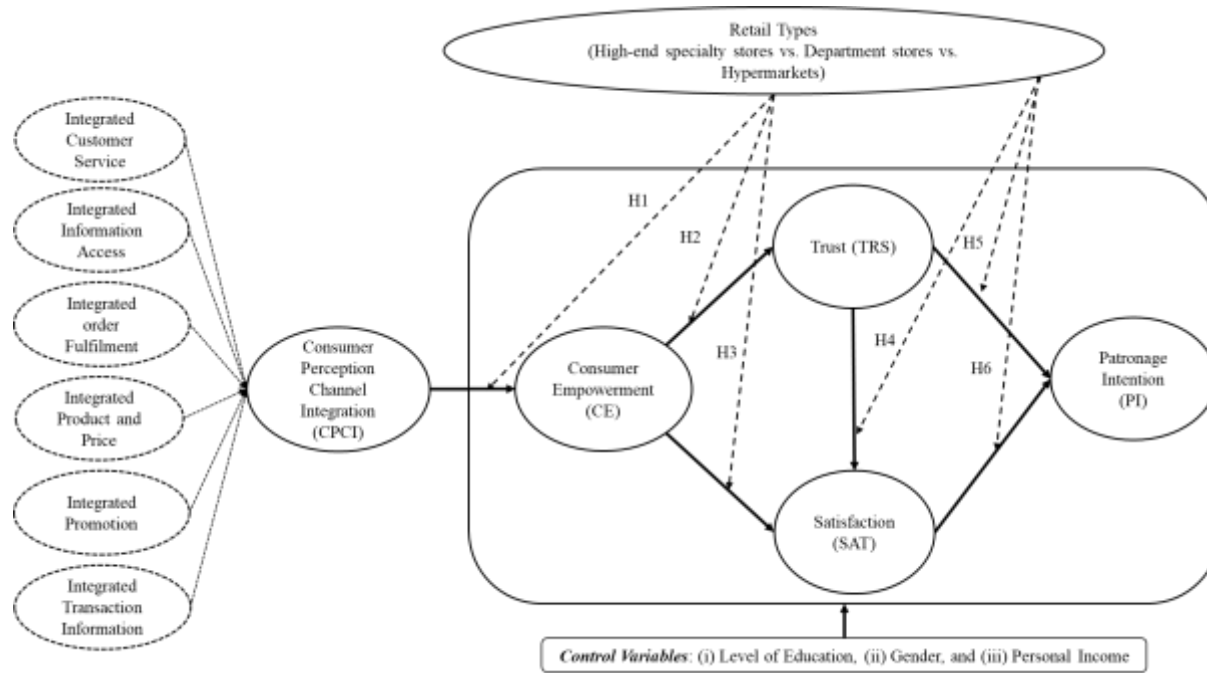 Retail Types
(High-end specialty stores vs. Department stores vs.
Hypermarkets)
Integrated
Customer
Service
Integrated
Information
Access
Integrated
order
Fulfilment
Integrated
Product and
Price
Integrated
Promotion
Integrated
Transaction
Information
Consumer
Perception
Channel
Integration
(CPCI)
H1
H2
H3
Consumer
Empowerment
(CE)
Trust (TRS)
H4
H5
H6
Satisfaction
(SAT)
Patronage
Intention
(PI)
Control Variables: (i) Level of Education, (ii) Gender, and (iii) Personal Income